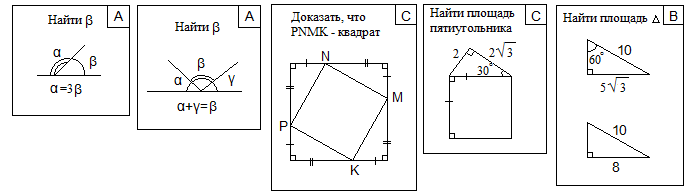 Найти β
A
α
β
α=3β
Найти β
A
β
α
γ
α+γ=β
Доказать, что
PNMK - квадрат
C
N
M
P
K
Найти площадь
пятиугольника
C
2
2√3
30°
Найти площадь △
B
60°
10
5√3
10
8